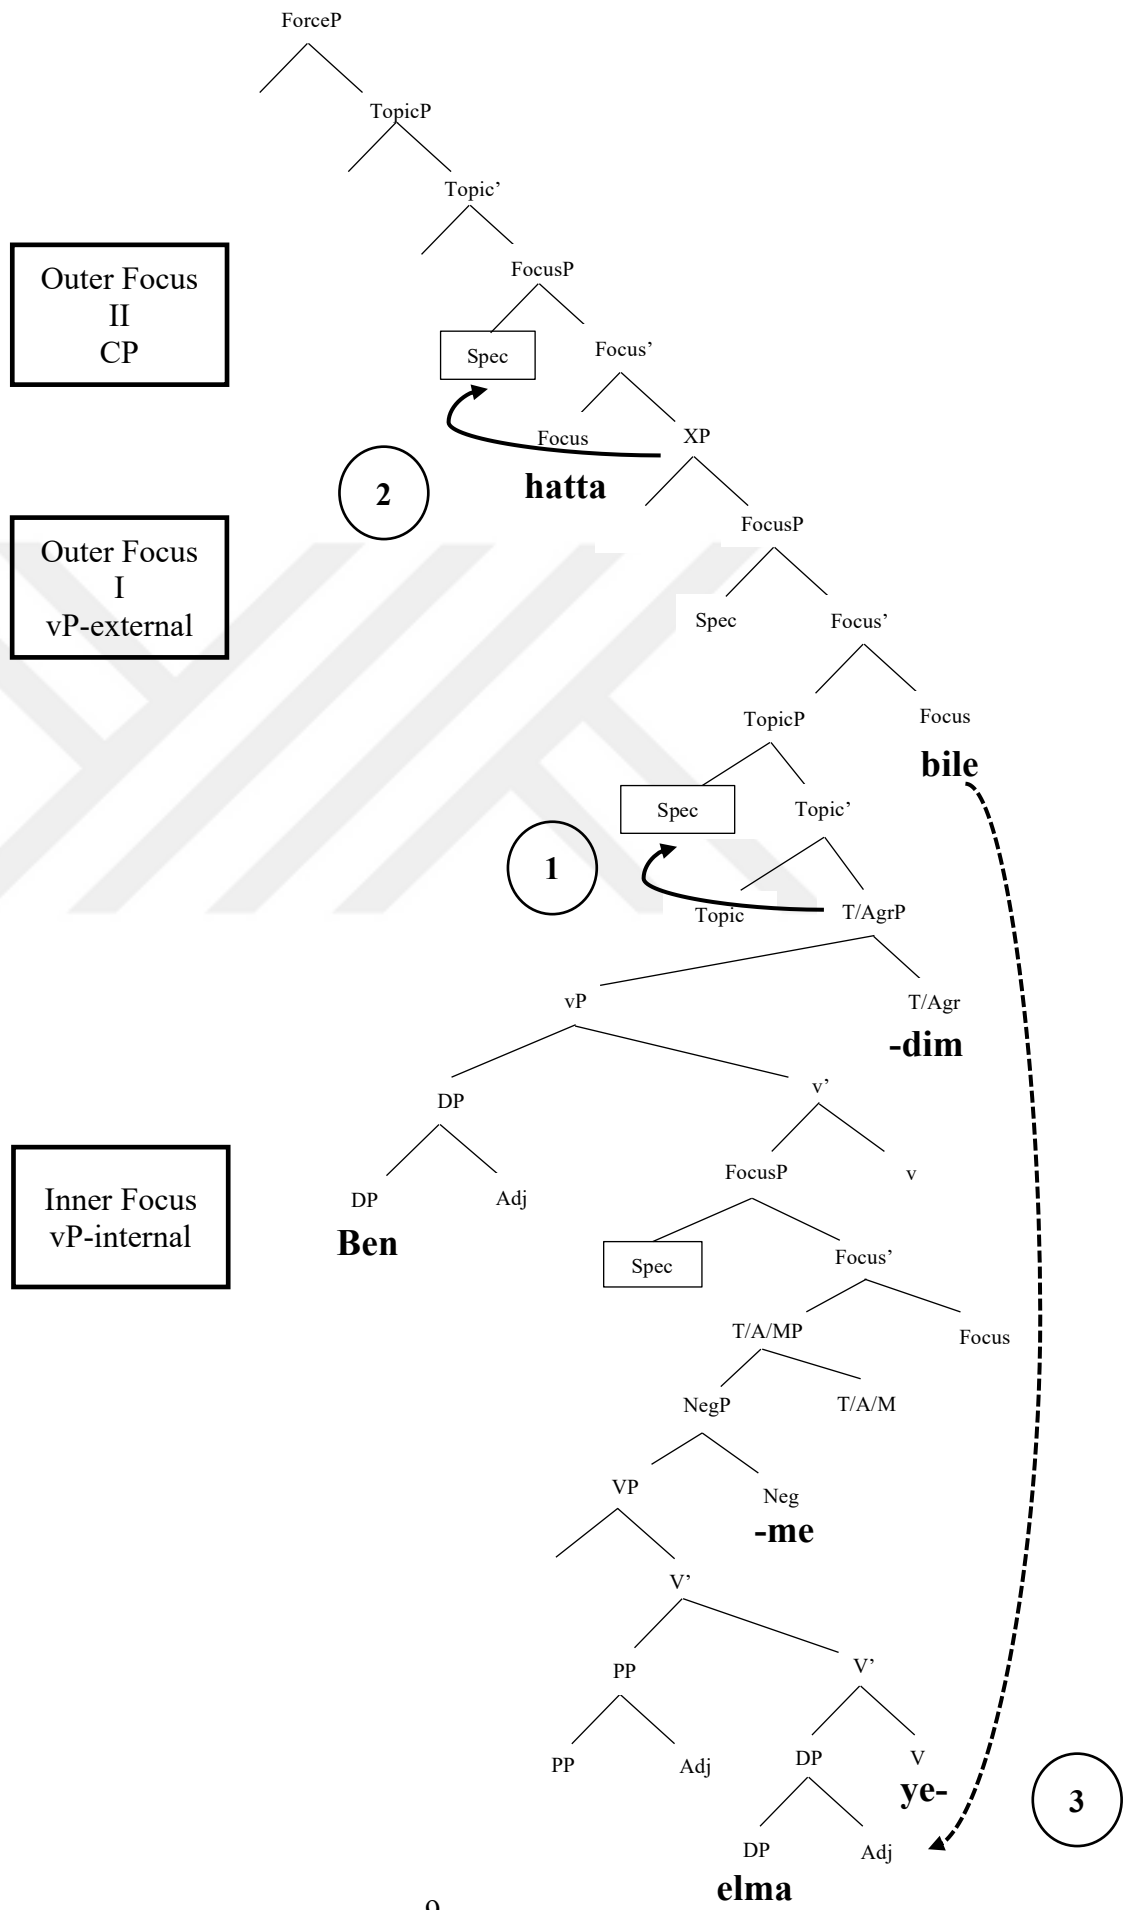 ForceP
TopicP
Topic’
Outer Focus
II
CP
FocusP
Spec
Focus’
Focus
XP
hatta
2
Outer Focus
I
vP-external
FocusP
Spec
Focus’
TopicP
Focus
bile
Spec
Topic’
1
Topic
T/AgrP
vP
T/Agr
-dim
DP
v’
Inner Focus
vP-internal
FocusP
v
DP
Adj
Ben
Spec
Focus’
T/A/MP
Focus
NegP
T/A/M
VP
Neg
-me
V’
PP
V’
PP
Adj
DP
V
ye-
3
DP
Adj
elma